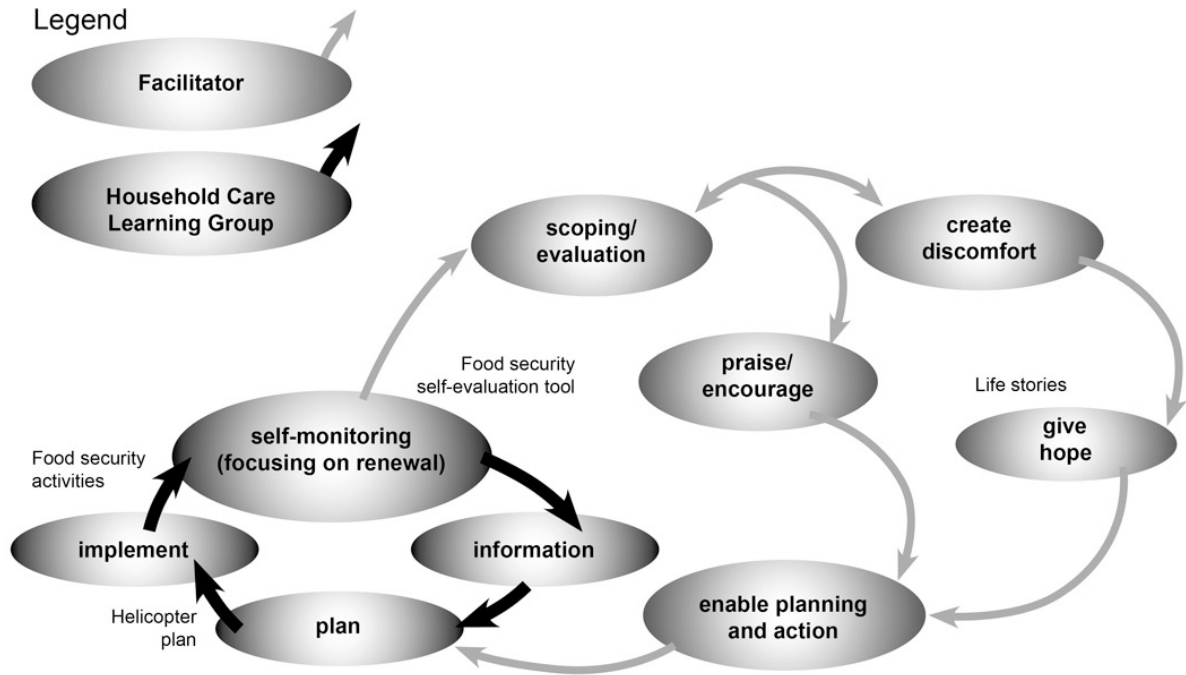 Legend
Facilitator
Household Care
Learning Group
scoping/
evaluation
create
discomfort
praise/
encourage
Food security
self-evaluation tool
Life stories
give
hope
self-monitoring
(focusing on renewal)
Food security
activities
implement
information
Helicopter
plan
plan
enable planning
and action